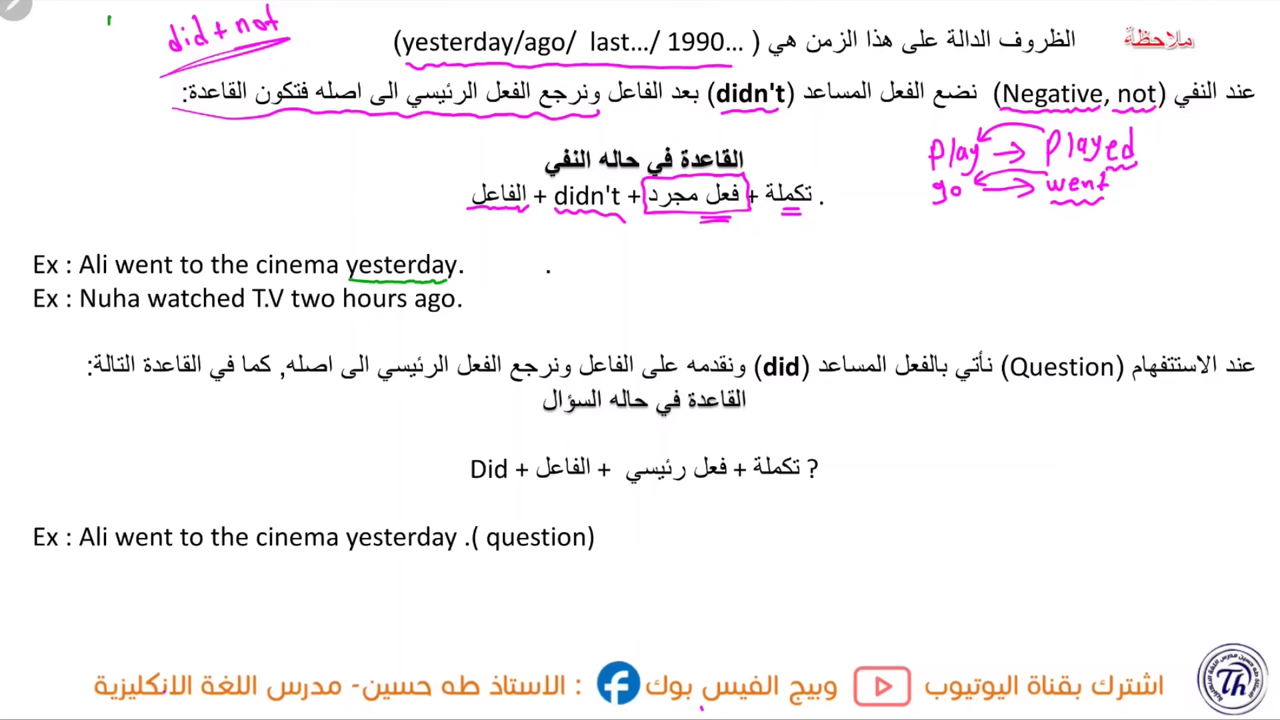 did + not
ملاحظة الظروف الدالة على هذا الزمن هي ( yesterday/ago/ last.../ 1990...)
عند النفي (Negative, not) نضع الفعل المساعد (didn't) بعد الفاعل ونرجع الفعل الرئيسي الى اصله فتكون القاعدة:
play → played
القاعدة في حاله النفي
go → went
الفاعل + didn't + فعل مجرد + تكملة .
Ex : Ali went to the cinema yesterday. .
Ex : Nuha watched T.V two hours ago.
عند الاستتفهام (Question) نأتي بالفعل المساعد (did) ونقدمه على الفاعل ونرجع الفعل الرئيسي الى اصله, كما في القاعدة التالة:
القاعدة في حاله السؤال
Did + الفاعل + فعل رئيسي + تكملة ?
Ex : Ali went to the cinema yesterday .( question)
اشترك بقناة اليوتيوب وبيج الفيس بوك : الاستاذ طه حسين- مدرس اللغة الانكليزية
Th